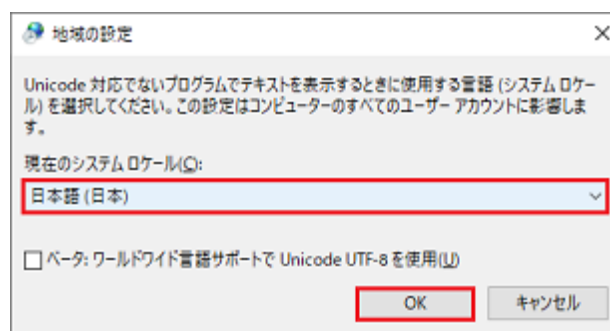 地域の設定
Unicode 対応でないプログラムでテキストを表示するときに使用する言語 (システム ロケー
ル) を選択してください。この設定はコンピューターのすべてのユーザー アカウントに影響しま
す。
現在のシステム ロケール(C):
日本語 (日本)
ベータ: ワールドワイド言語サポートで Unicode UTF-8 を使用(U)
OK キャンセル